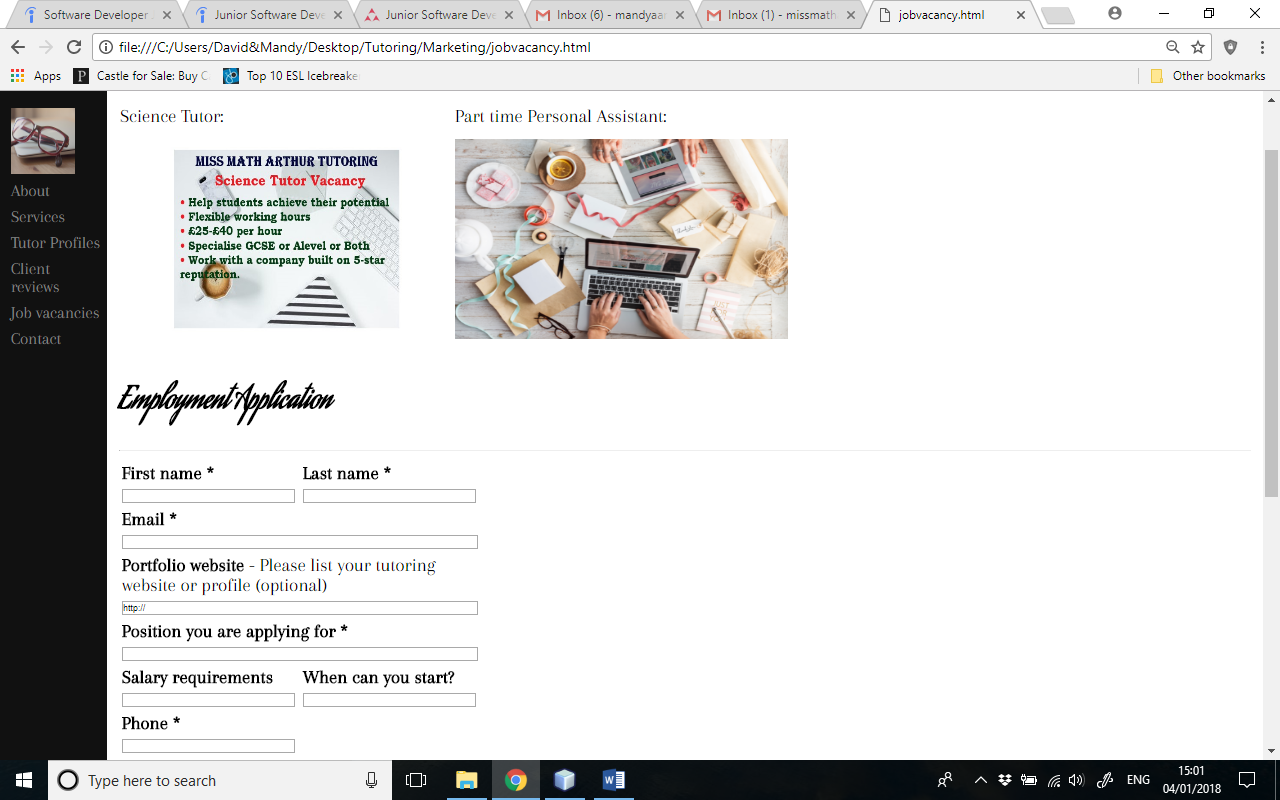 Software Developer
Junior Software Deve
Junior Software Deve
Inbox (6) - mandyaar
Inbox (1) - missmath
jobvacancy.html
file:///C:/Users/David&Mandy/Desktop/Tutoring/Marketing/jobvacancy.html
Apps
Castle for Sale: Buy C
Top 10 ESL Icebreake
Other bookmarks
About
Services
Tutor Profiles
Client
reviews
Job vacancies
Contact
Science Tutor:
Part time Personal Assistant:
MISS MATH ARTHUR TUTORING
Science Tutor Vacancy
• Help students achieve their potential
• Flexible working hours
• £25-£40 per hour
• Specialise GCSE or Alevel or Both
• Work with a company built on 5-star
reputation.
Employment Application
First name * Last name *
Email *
Portfolio website - Please list your tutoring
website or profile (optional)
http://
Position you are applying for *
Salary requirements When can you start?
Phone *
Type here to search
ENG
15:01
04/01/2018